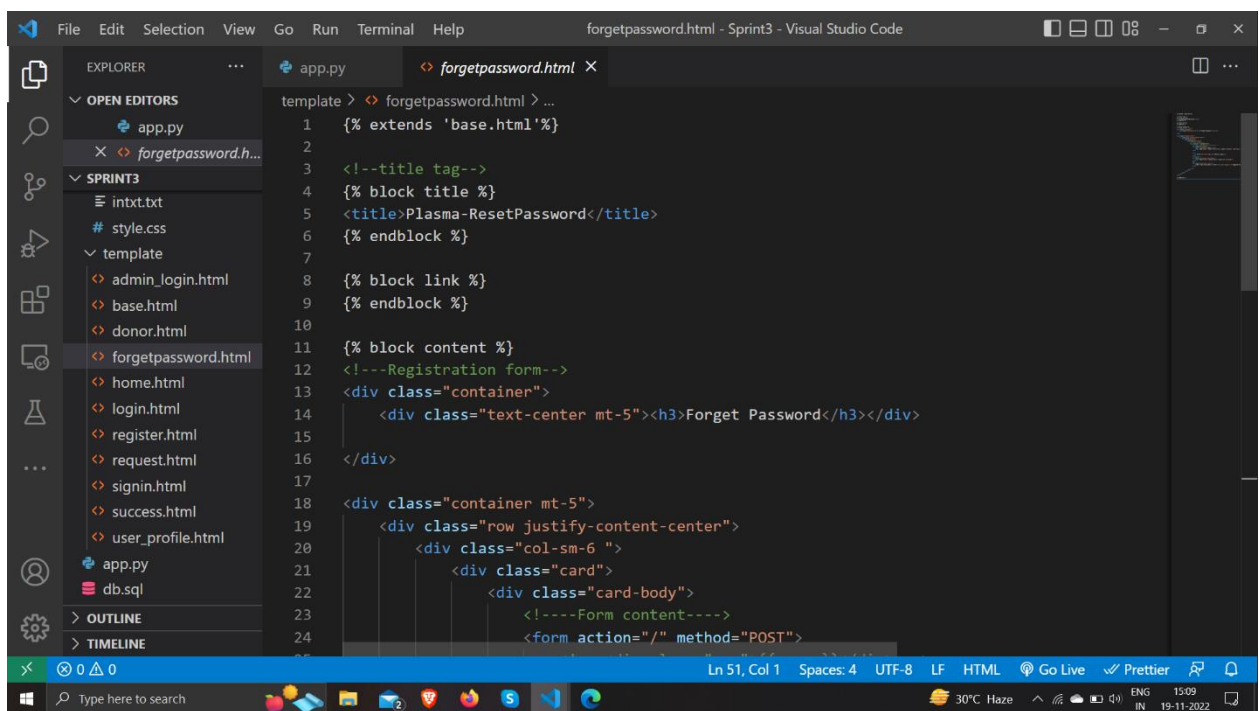 File Edit Selection View Go Run Terminal Help forgetpassword.html - Sprint3 - Visual Studio Code
EXPLORER
OPEN EDITORS
app.py
forgetpassword.h...
SPRINT3
intxt.txt
# style.css
template
admin_login.html
base.html
donor.html
forgetpassword.html
home.html
login.html
register.html
request.html
signin.html
success.html
user_profile.html
app.py
db.sql
OUTLINE
TIMELINE
app.py forgetpassword.html
template > forgetpassword.html > ...
1 {% extends 'base.html'%}
2
3 <!--title tag-->
4 {% block title %}
5 <title>Plasma-ResetPassword</title>
6 {% endblock %}
7
8 {% block link %}
9 {% endblock %}
10
11 {% block content %}
12 <!---Registration form-->
13 <div class="container">
14 <div class="text-center mt-5"><h3>Forget Password</h3></div>
15
16 </div>
17
18 <div class="container mt-5">
19 <div class="row justify-content-center">
20 <div class="col-sm-6 ">
21 <div class="card">
22 <div class="card-body">
23 <!----Form content---->
24 <form action="/" method="POST">
0 0 Ln 51, Col 1 Spaces: 4 UTF-8 LF HTML Go Live Prettier
Type here to search 30°C Haze ENG IN 15:09 19-11-2022